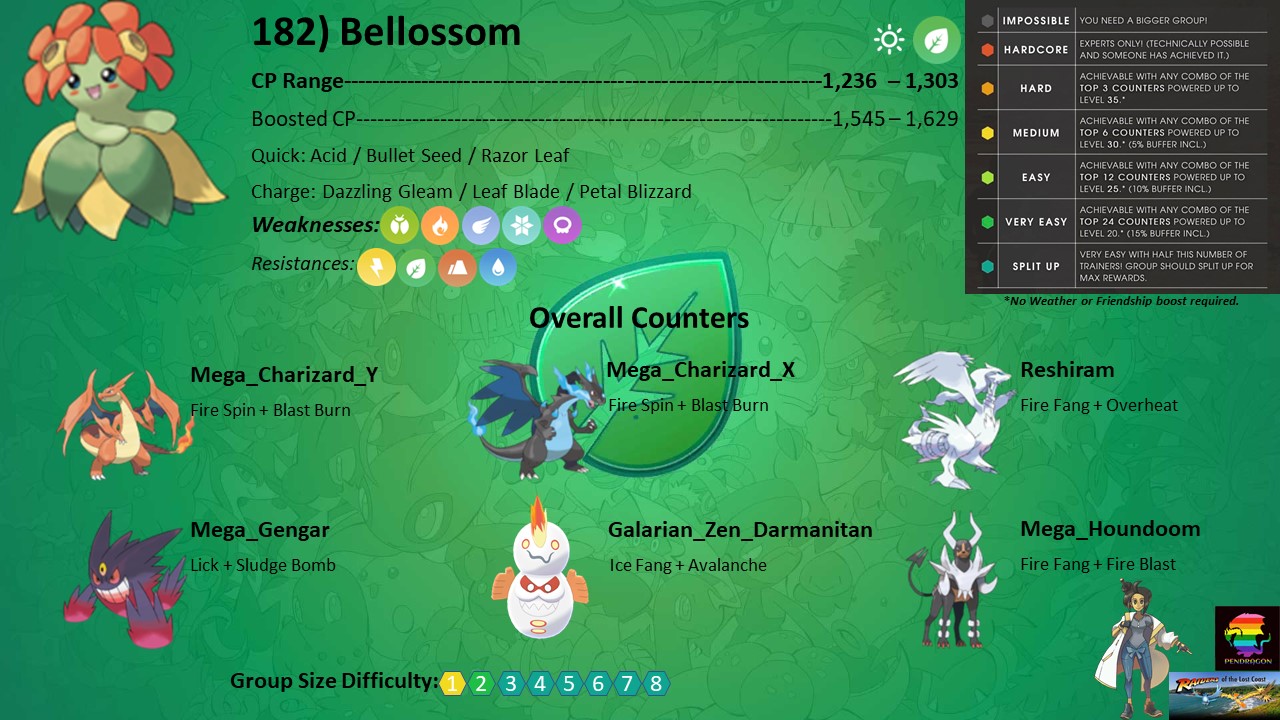 182) Bellossom
CP Range---1,236 – 1,303
Boosted CP---1,545 – 1,629
Quick: Acid / Bullet Seed / Razor Leaf
Charge: Dazzling Gleam / Leaf Blade / Petal Blizzard
Weaknesses:
Resistances:
IMPOSSIBLE YOU NEED A BIGGER GROUP!
HARDCORE EXPERTS ONLY! (TECHNICALLY POSSIBLE
AND SOMEONE HAS ACHIEVED IT.)
HARD ACHIEVABLE WITH ANY COMBO OF THE
TOP 3 COUNTERS POWERED UP TO
LEVEL 35.*
MEDIUM ACHIEVABLE WITH ANY COMBO OF THE
TOP 6 COUNTERS POWERED UP TO
LEVEL 30.* (5% BUFFER INCL.)
EASY ACHIEVABLE WITH ANY COMBO OF THE
TOP 12 COUNTERS POWERED UP TO
LEVEL 25.* (10% BUFFER INCL.)
VERY EASY ACHIEVABLE WITH ANY COMBO OF THE
TOP 24 COUNTERS POWERED UP TO
LEVEL 20.* (15% BUFFER INCL.)
SPLIT UP VERY EASY WITH HALF THIS NUMBER OF
TRAINERS! GROUP SHOULD SPLIT UP FOR
MAX REWARDS.
*No Weather or Friendship boost required.
Overall Counters
Mega_Charizard_Y
Fire Spin + Blast Burn
Mega_Charizard_X
Fire Spin + Blast Burn
Reshiram
Fire Fang + Overheat
Mega_Gengar
Lick + Sludge Bomb
Galarian_Zen_Darmanitan
Ice Fang + Avalanche
Mega_Houndoom
Fire Fang + Fire Blast
Group Size Difficulty: 1 2 3 4 5 6 7 8
PENDRAGON
RAIDERS of the Lost Coast